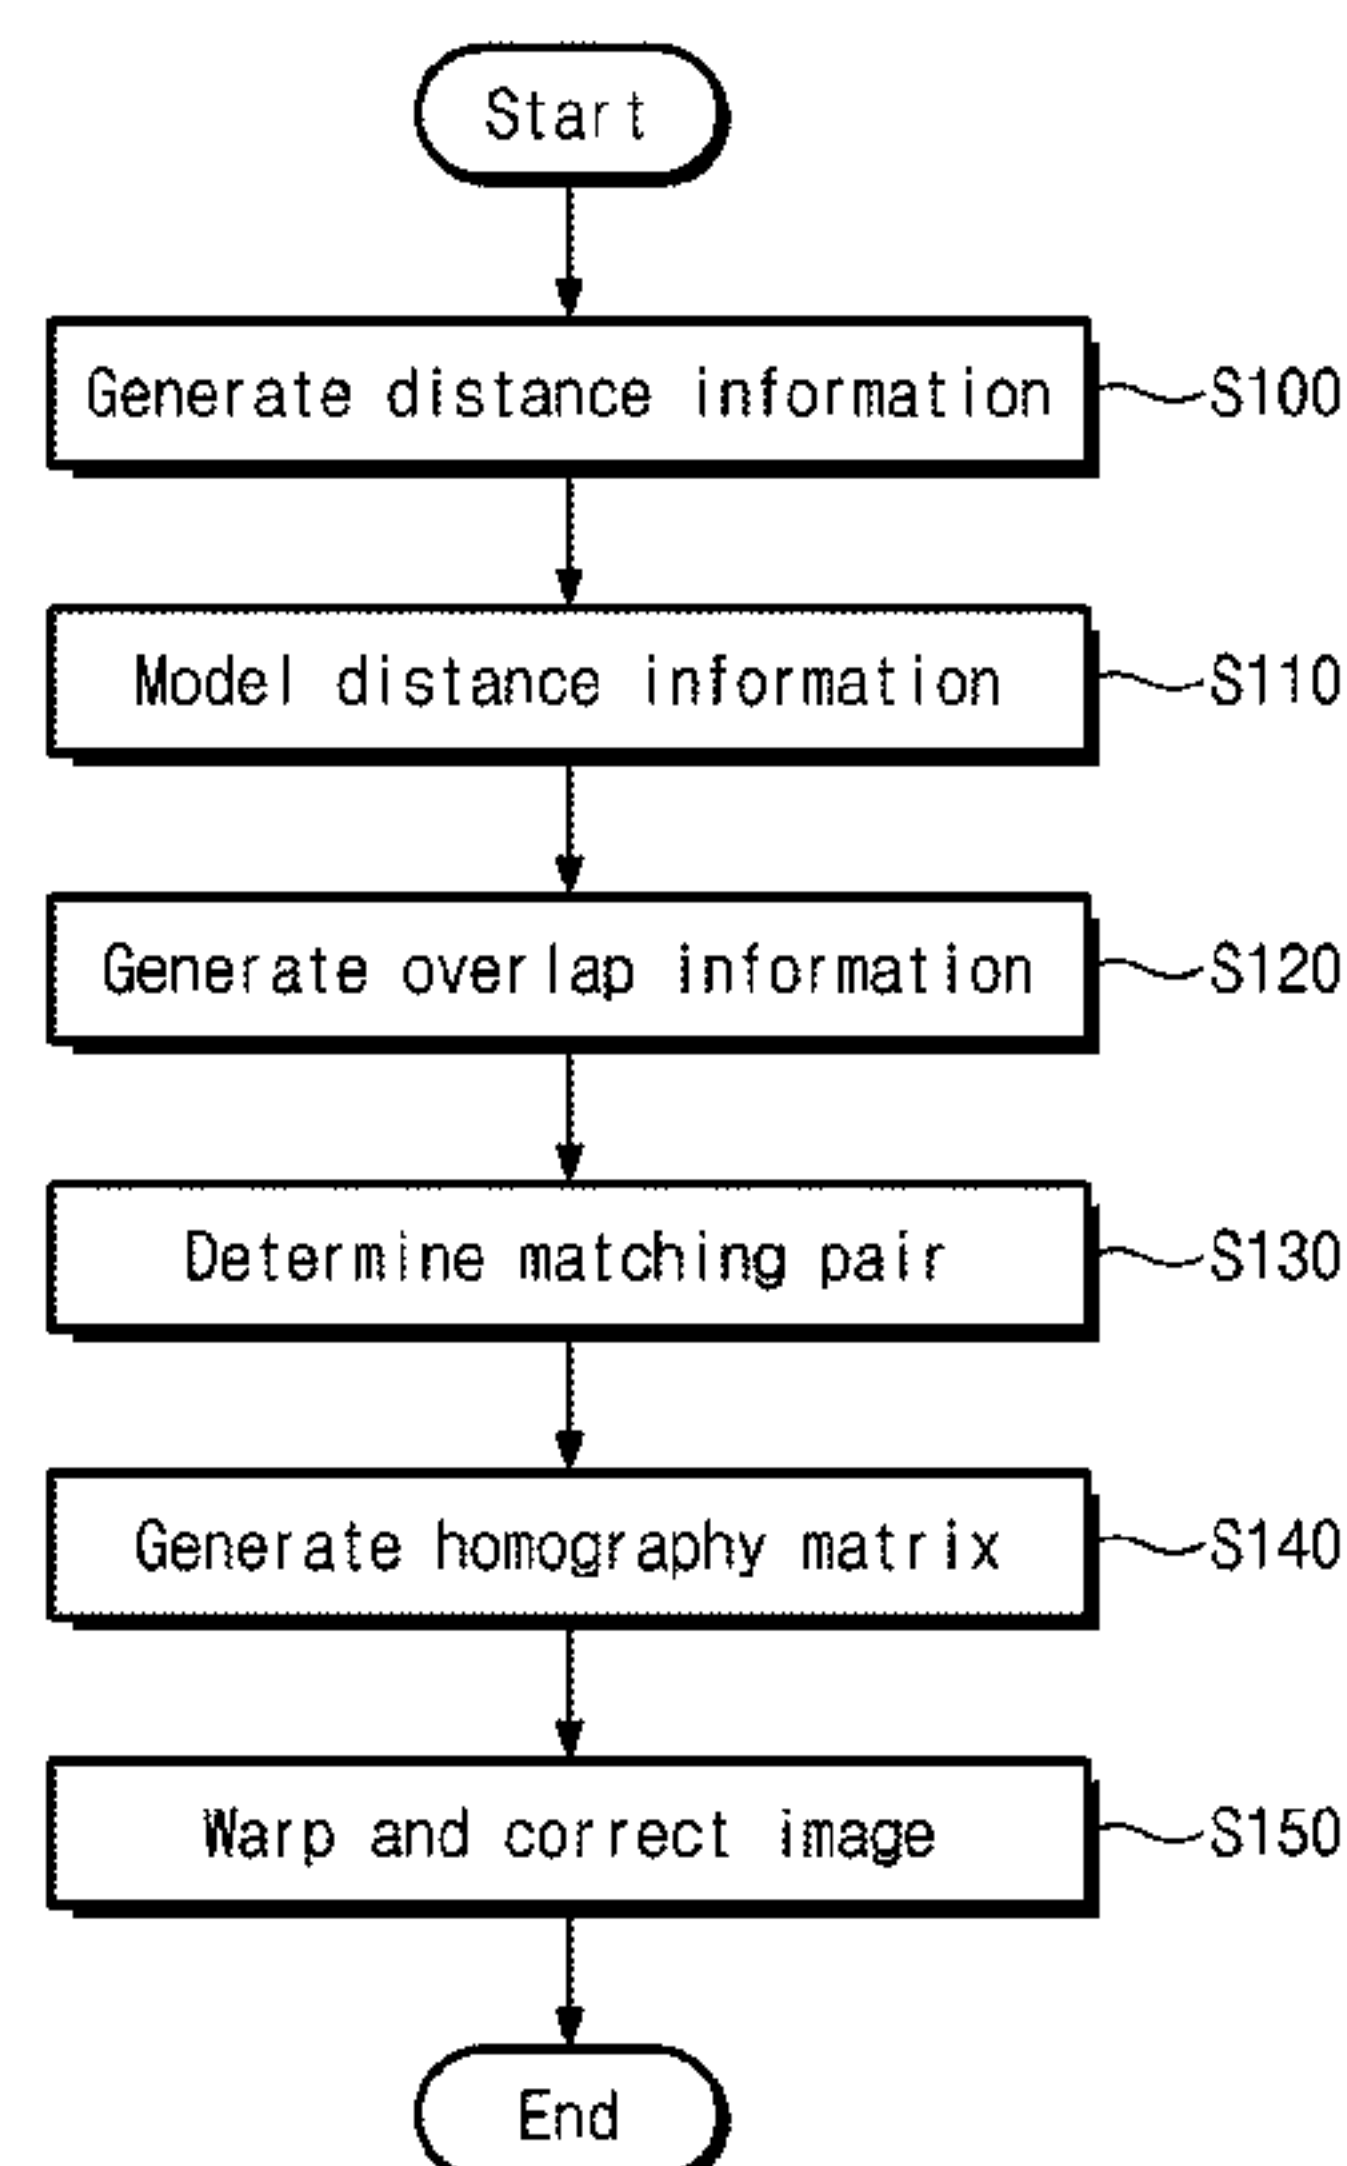 Start
Generate distance information
S100
Model distance information
S110
Generate overlap information
S120
Determine matching pair
S130
Generate homography matrix
S140
Warp and correct image
S150
End